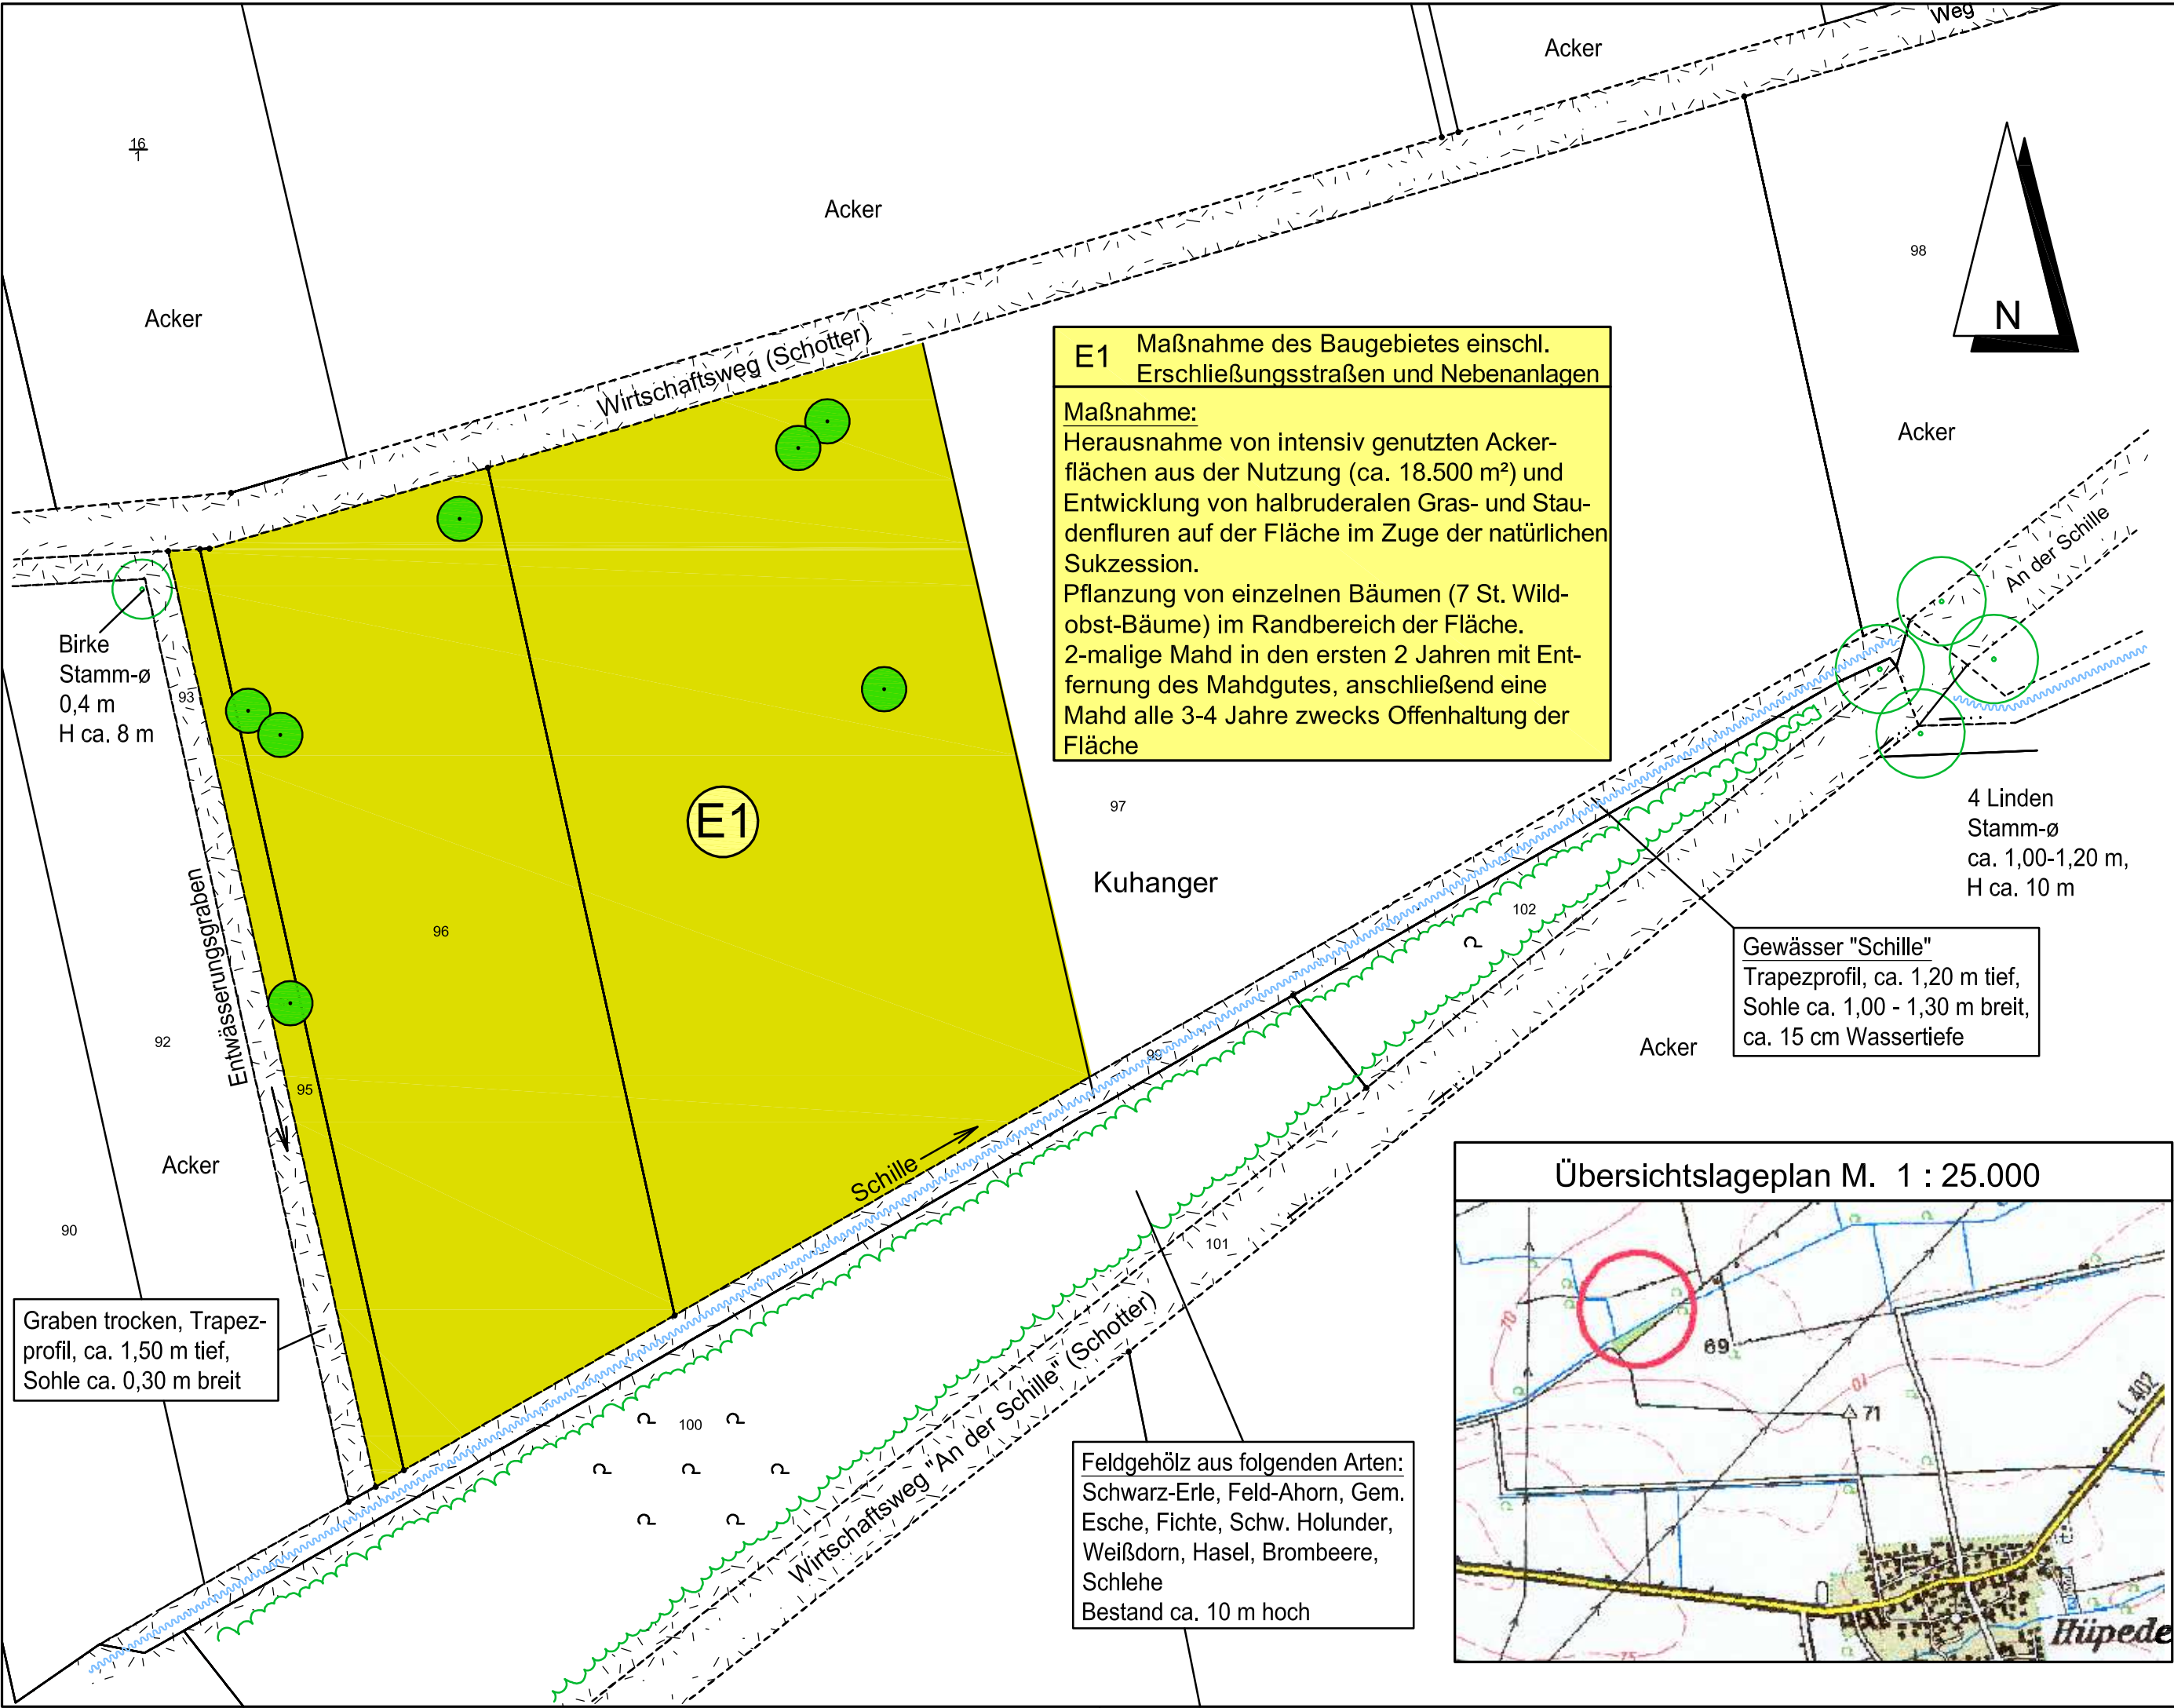 Weg
Acker
16
1
Acker
98
Acker
N
Wirtschaftsweg (Schotter)
E1 Maßnahme des Baugebietes einschl.
Erschließungsstraßen und Nebenanlagen
Maßnahme:
Herausnahme von intensiv genutzten Acker-
flächen aus der Nutzung (ca. 18.500 m²) und
Entwicklung von halbruderalen Gras- und Stau-
denfluren auf der Fläche im Zuge der natürlichen
Sukzession.
Pflanzung von einzelnen Bäumen (7 St. Wild-
obst-Bäume) im Randbereich der Fläche.
2-malige Mahd in den ersten 2 Jahren mit Ent-
fernung des Mahdgutes, anschließend eine
Mahd alle 3-4 Jahre zwecks Offenhaltung der
Fläche
Acker
An der Schille
Birke
Stamm-ø
0,4 m
H ca. 8 m
93
E1
97
Kuhanger
4 Linden
Stamm-ø
ca. 1,00-1,20 m,
H ca. 10 m
102
96
Entwässerungsgraben
92
95
Gewässer "Schille"
Trapezprofil, ca. 1,20 m tief,
Sohle ca. 1,00 - 1,30 m breit,
ca. 15 cm Wassertiefe
Acker
99
Acker
Schille
90
101
Graben trocken, Trapez-
profil, ca. 1,50 m tief,
Sohle ca. 0,30 m breit
100
Wirtschaftsweg "An der Schille" (Schotter)
Feldgehölz aus folgenden Arten:
Schwarz-Erle, Feld-Ahorn, Gem.
Esche, Fichte, Schw. Holunder,
Weißdorn, Hasel, Brombeere,
Schlehe
Bestand ca. 10 m hoch
Übersichtslageplan M. 1 : 25.000
70
69
70
71
L 402
75
Hüpede